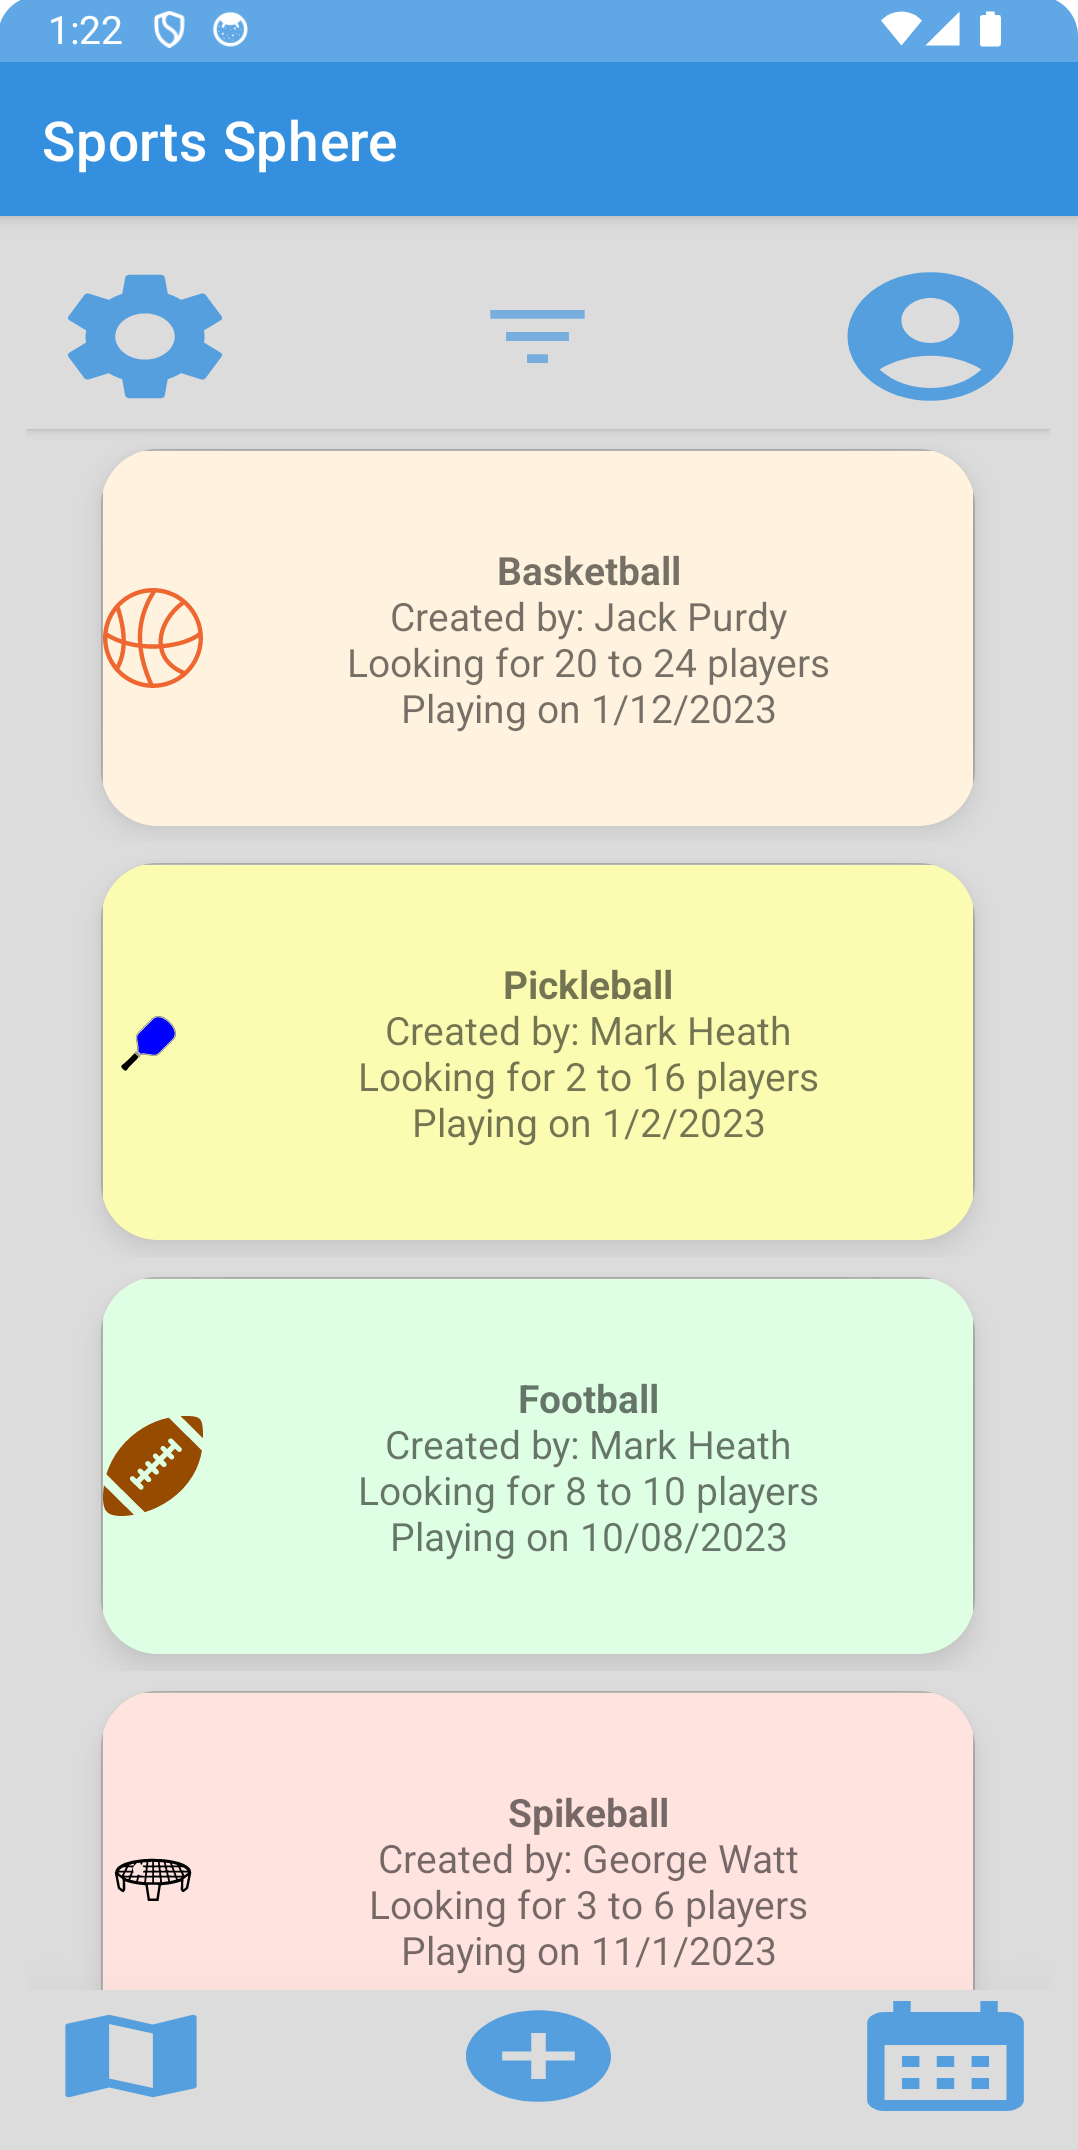 1:22
Sports Sphere
Basketball
Created by: Jack Purdy
Looking for 20 to 24 players
Playing on 1/12/2023
Pickleball
Created by: Mark Heath
Looking for 2 to 16 players
Playing on 1/2/2023
Football
Created by: Mark Heath
Looking for 8 to 10 players
Playing on 10/08/2023
Spikeball
Created by: George Watt
Looking for 3 to 6 players
Playing on 11/1/2023